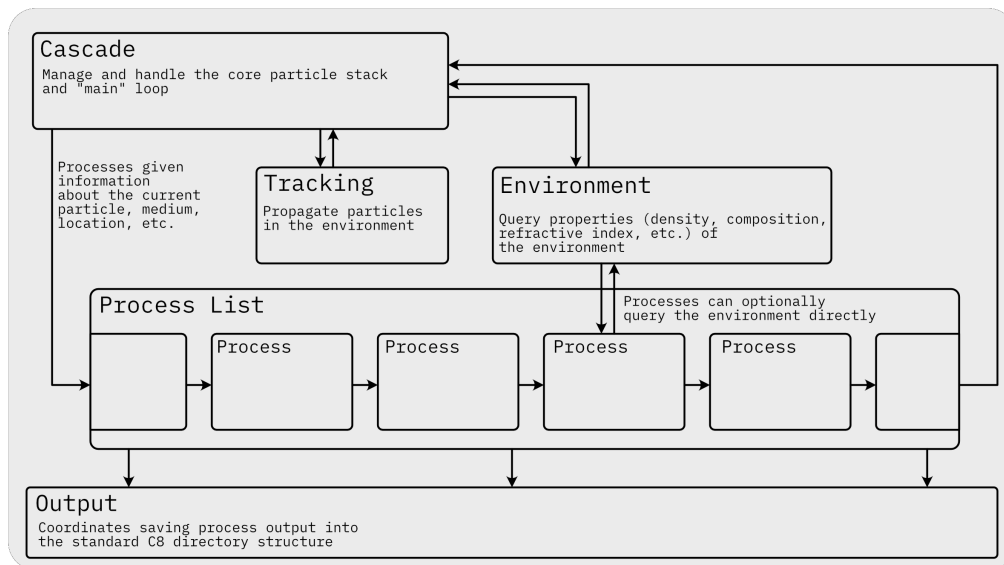 Cascade
Manage and handle the core particle stack
and "main" loop
Processes given
information
about the current
particle, medium,
location, etc.
Tracking
Propagate particles
in the environment
Environment
Query properties (density, composition,
refractive index, etc.) of
the environment
Processes can optionally
query the environment directly
Process List
Process
Process
Process
Process
Output
Coordinates saving process output into
the standard C8 directory structure